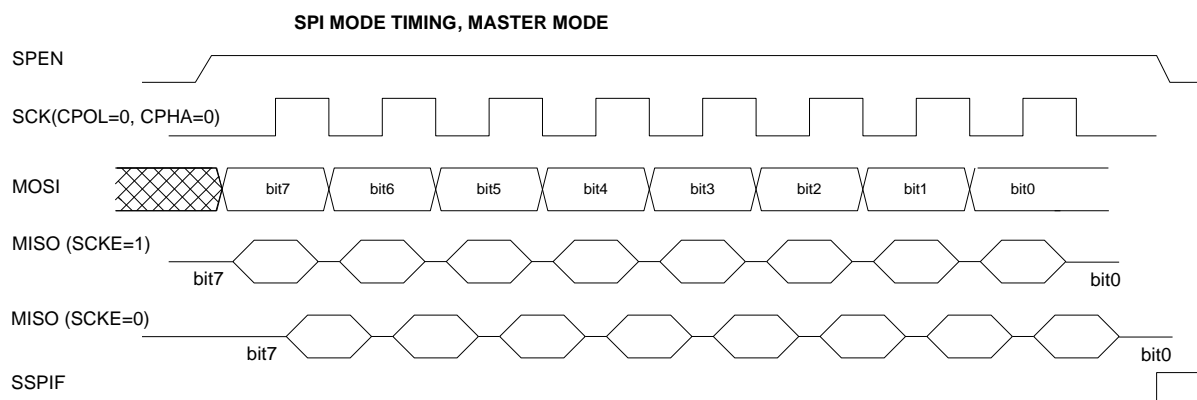 SPI MODE TIMING, MASTER MODE
SPEN
SCK(CPOL=0, CPHA=0)
MOSI
bit7 bit6 bit5 bit4 bit3 bit2 bit1 bit0
MISO (SCKE=1)
bit7 bit0
MISO (SCKE=0)
bit7 bit0
SSPIF